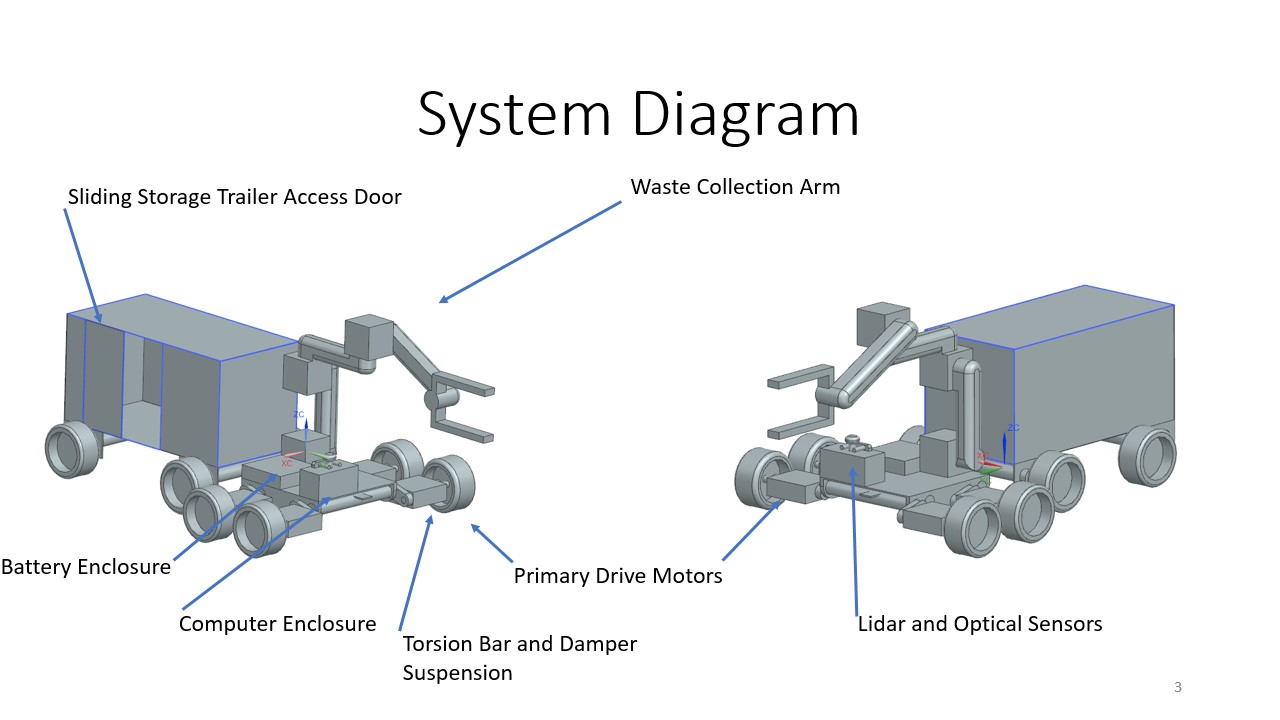 System Diagram
Sliding Storage Trailer Access Door
Waste Collection Arm
ZC
XC
ZC
XC
Battery Enclosure
Primary Drive Motors
Computer Enclosure
Lidar and Optical Sensors
Torsion Bar and Damper
Suspension
3